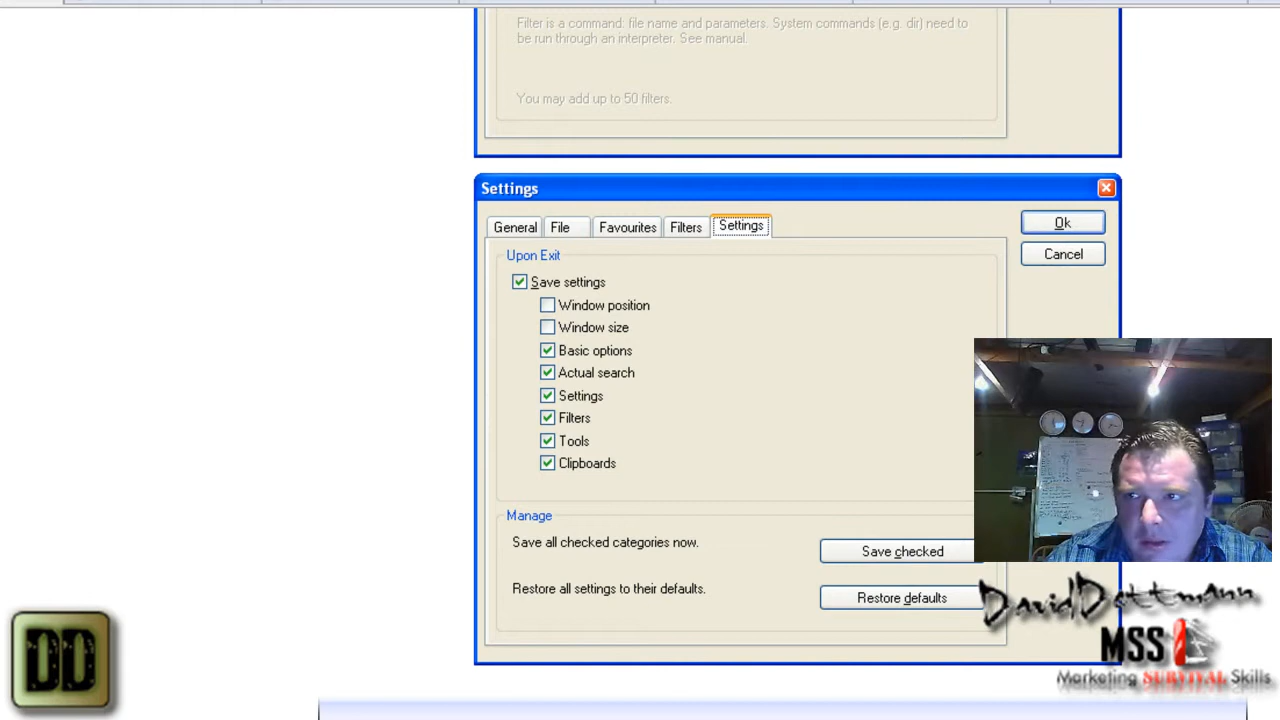 Filter is a command: file name and parameters. System commands (e.g. dir) need to
be run through an interpreter. See manual.
You may add up to 50 filters.
Settings
General File Favourites Filters Settings
Ok
Cancel
Upon Exit
Save settings
Window position
Window size
Basic options
Actual search
Settings
Filters
Tools
Clipboards
Manage
Save all checked categories now.
Save checked
Restore all settings to their defaults.
Restore defaults
David Dettmann
MSS
Marketing SURVIVAL Skills
DD